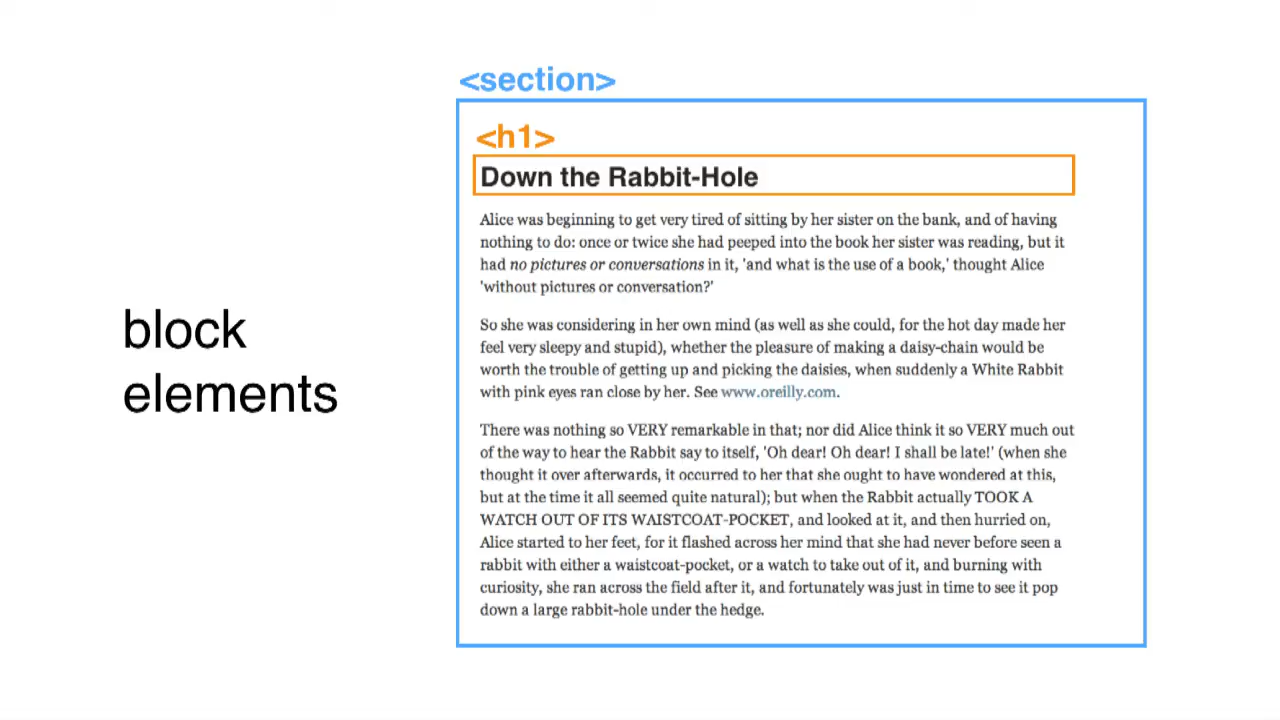 block
elements
<section>
<h1>
Down the Rabbit-Hole
Alice was beginning to get very tired of sitting by her sister on the bank, and of having
nothing to do: once or twice she had peeped into the book her sister was reading, but it
had no pictures or conversations in it, 'and what is the use of a book,' thought Alice
'without pictures or conversation?'
So she was considering in her own mind (as well as she could, for the hot day made her
feel very sleepy and stupid), whether the pleasure of making a daisy-chain would be
worth the trouble of getting up and picking the daisies, when suddenly a White Rabbit
with pink eyes ran close by her. See www.oreilly.com.
There was nothing so VERY remarkable in that; nor did Alice think it so VERY much out
of the way to hear the Rabbit say to itself, 'Oh dear! Oh dear! I shall be late!' (when she
thought it over afterwards, it occurred to her that she ought to have wondered at this,
but at the time it all seemed quite natural); but when the Rabbit actually TOOK A
WATCH OUT OF ITS WAISTCOAT-POCKET, and looked at it, and then hurried on,
Alice started to her feet, for it flashed across her mind that she had never before seen a
rabbit with either a waistcoat-pocket, or a watch to take out of it, and burning with
curiosity, she ran across the field after it, and fortunately was just in time to see it pop
down a large rabbit-hole under the hedge.